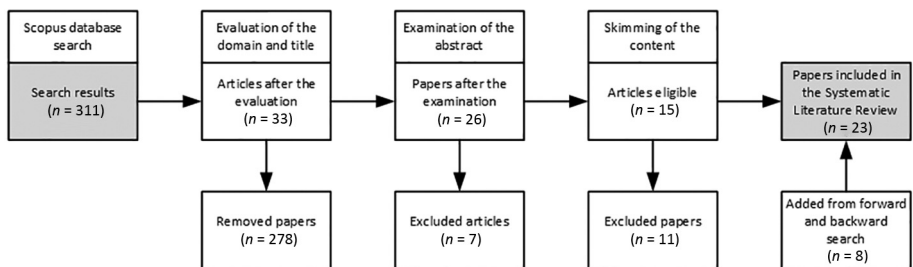 Scopus database
search
Search results
(n = 311)
Evaluation of the
domain and title
Articles after the
evaluation
(n = 33)
Removed papers
(n = 278)
Examination of the
abstract
Papers after the
examination
(n = 26)
Excluded articles
(n = 7)
Skimming of the
content
Articles eligible
(n = 15)
Excluded papers
(n = 11)
Papers included in
the Systematic
Literature Review
(n = 23)
Added from forward
and backward
search
(n = 8)